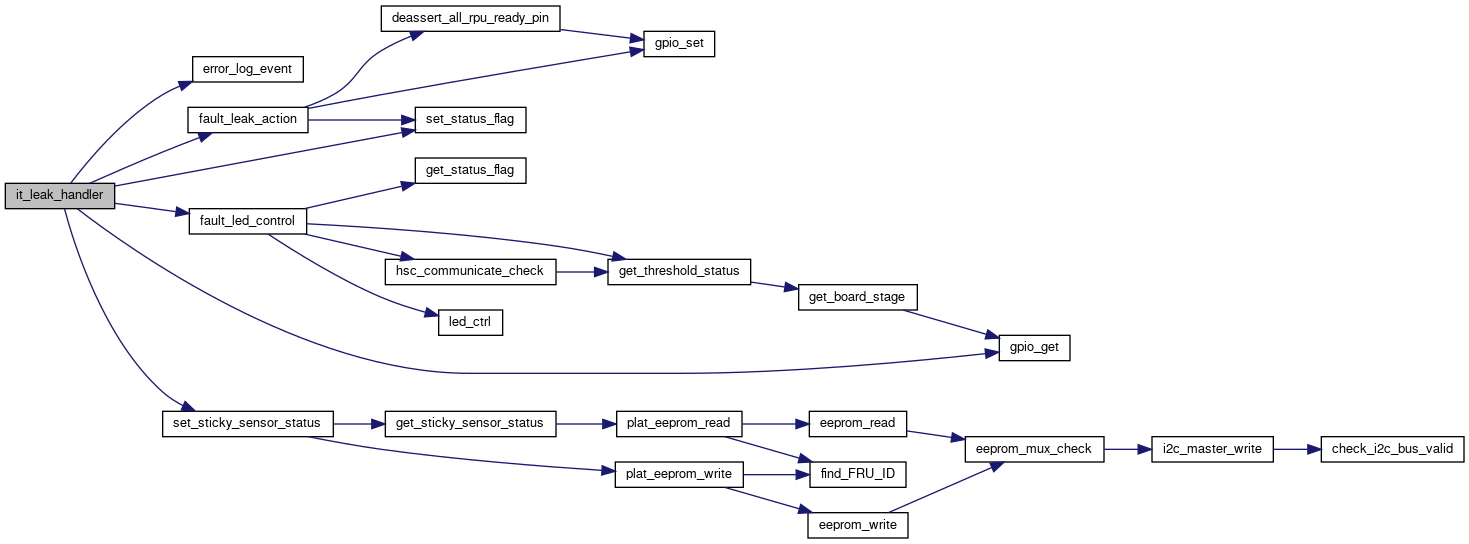 deassert_all_rpu_ready_pin
gpio_set
error_log_event
fault_leak_action
set_status_flag
get_status_flag
it_leak_handler
fault_led_control
hsc_communicate_check
get_threshold_status
get_board_stage
led_ctrl
gpio_get
set_sticky_sensor_status
get_sticky_sensor_status
plat_eeprom_read
eeprom_read
eeprom_mux_check
i2c_master_write
check_i2c_bus_valid
plat_eeprom_write
find_FRU_ID
eeprom_write